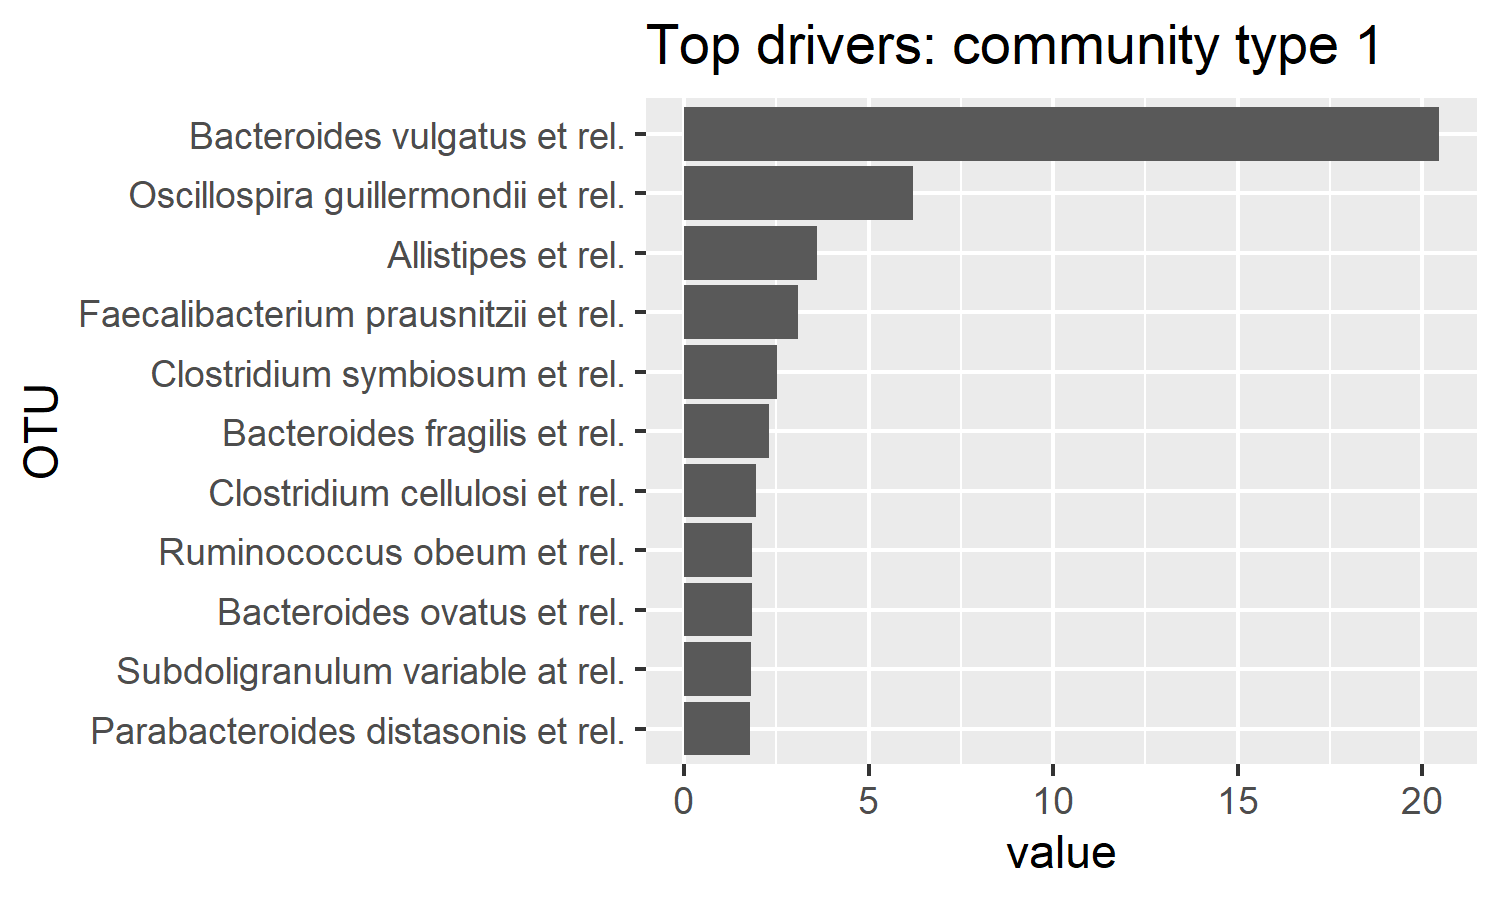 Top drivers: community type 1
Bacteroides vulgatus et rel.
Oscillospira guillermondii et rel.
Allistipes et rel.
Faecalibacterium prausnitzii et rel.
Clostridium symbiosum et rel.
Bacteroides fragilis et rel.
Clostridium cellulosi et rel.
Ruminococcus obeum et rel.
Bacteroides ovatus et rel.
Subdoligranulum variable at rel.
Parabacteroides distasonis et rel.
OTU
0 5 10 15 20
value